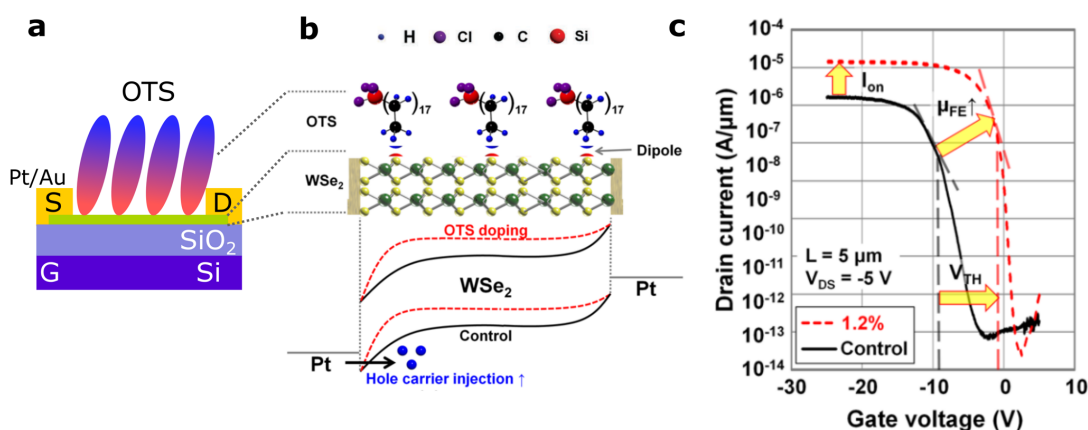 a
OTS
Pt/Au
S
D
SiO₂
G
Si
b
H
Cl
C
Si
)₁₇
)₁₇
)₁₇
OTS
Dipole
WSe₂
OTS doping
WSe₂
Pt
Control
Pt
Hole carrier injection ↑
c
10⁻⁵
10⁻⁶
10⁻⁷
10⁻⁸
10⁻⁹
10⁻¹⁰
10⁻¹¹
10⁻¹²
10⁻¹³
10⁻¹⁴
Drain current (A/μm)
Iₒₙ
μFE↑
VTH
L = 5 μm
VDS = -5 V
1.2%
Control
-30
-20
-10
0
Gate voltage (V)